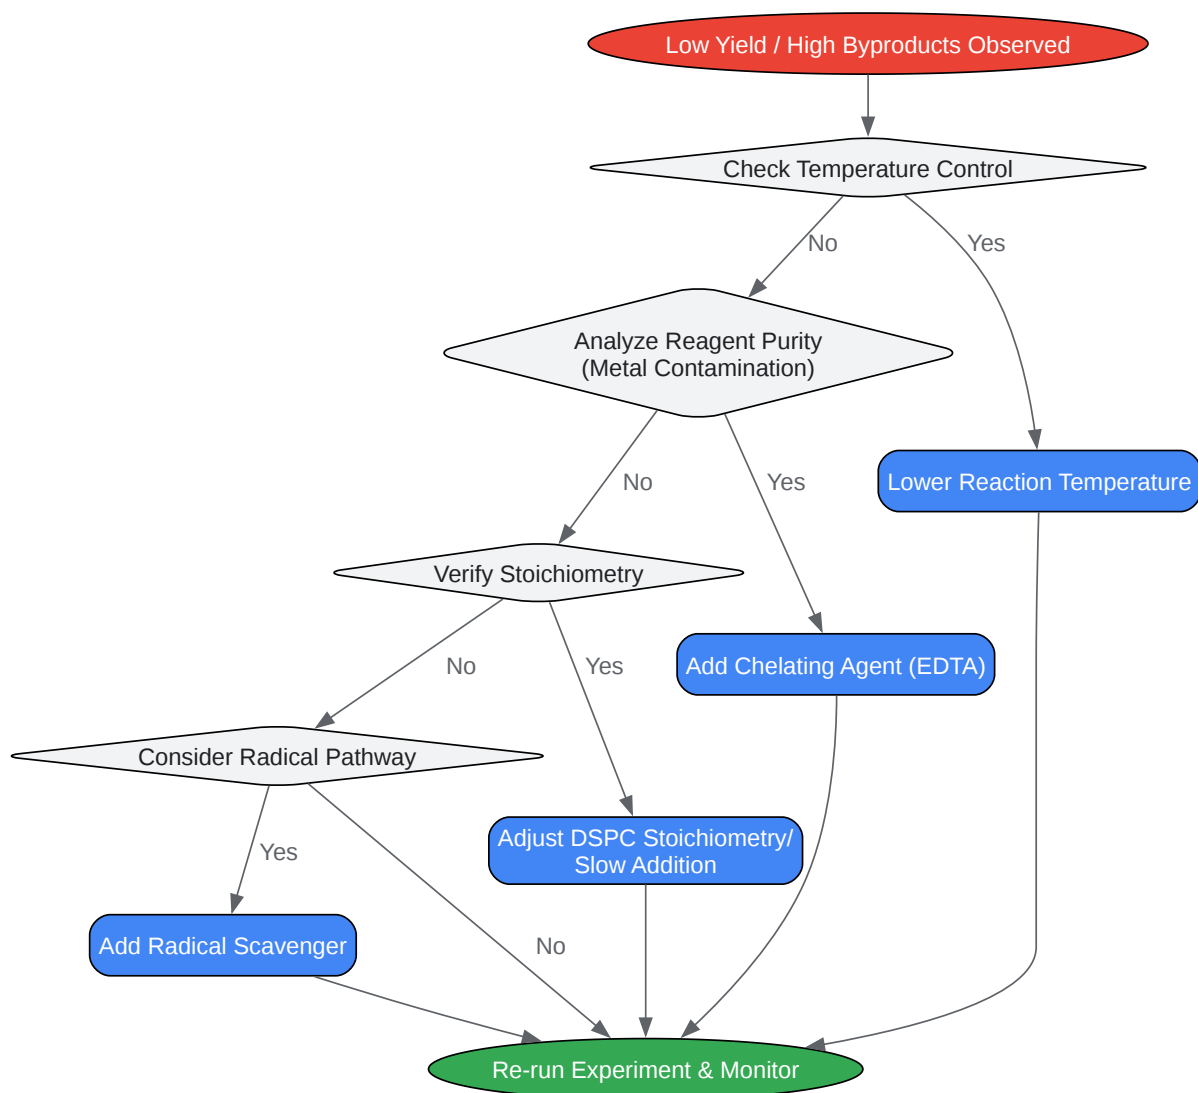 Low Yield / High Byproducts Observed
Check Temperature Control
No
Yes
Analyze Reagent Purity
(Metal Contamination)
No
Yes
Lower Reaction Temperature
Verify Stoichiometry
No
Yes
Add Chelating Agent (EDTA)
Consider Radical Pathway
Yes
Adjust DSPC Stoichiometry/
Slow Addition
Add Radical Scavenger
No
Re-run Experiment & Monitor